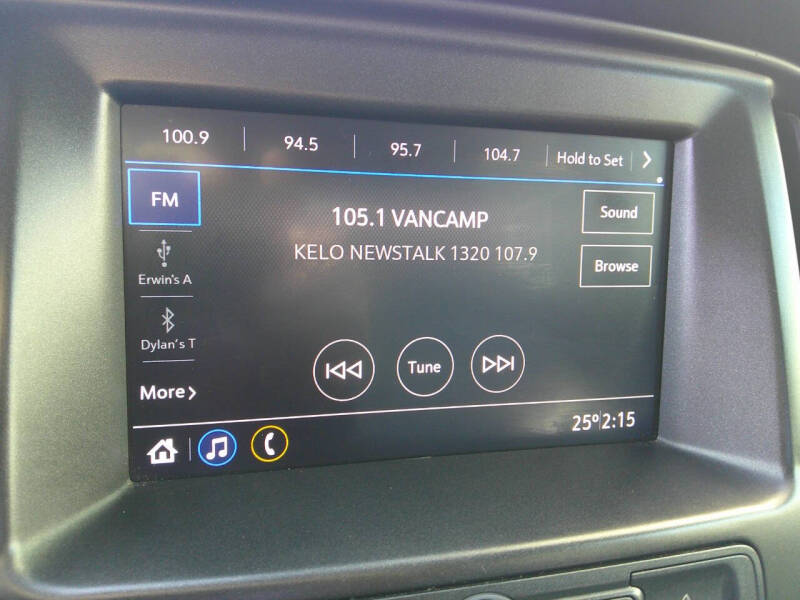 100.9 94.5 95.7 104.7 Hold to Set
FM
105.1 VANCAMP
Sound
KELO NEWSTALK 1320 107.9
Browse
Erwin's A
Dylan's T
Tune
More
25° 2:15